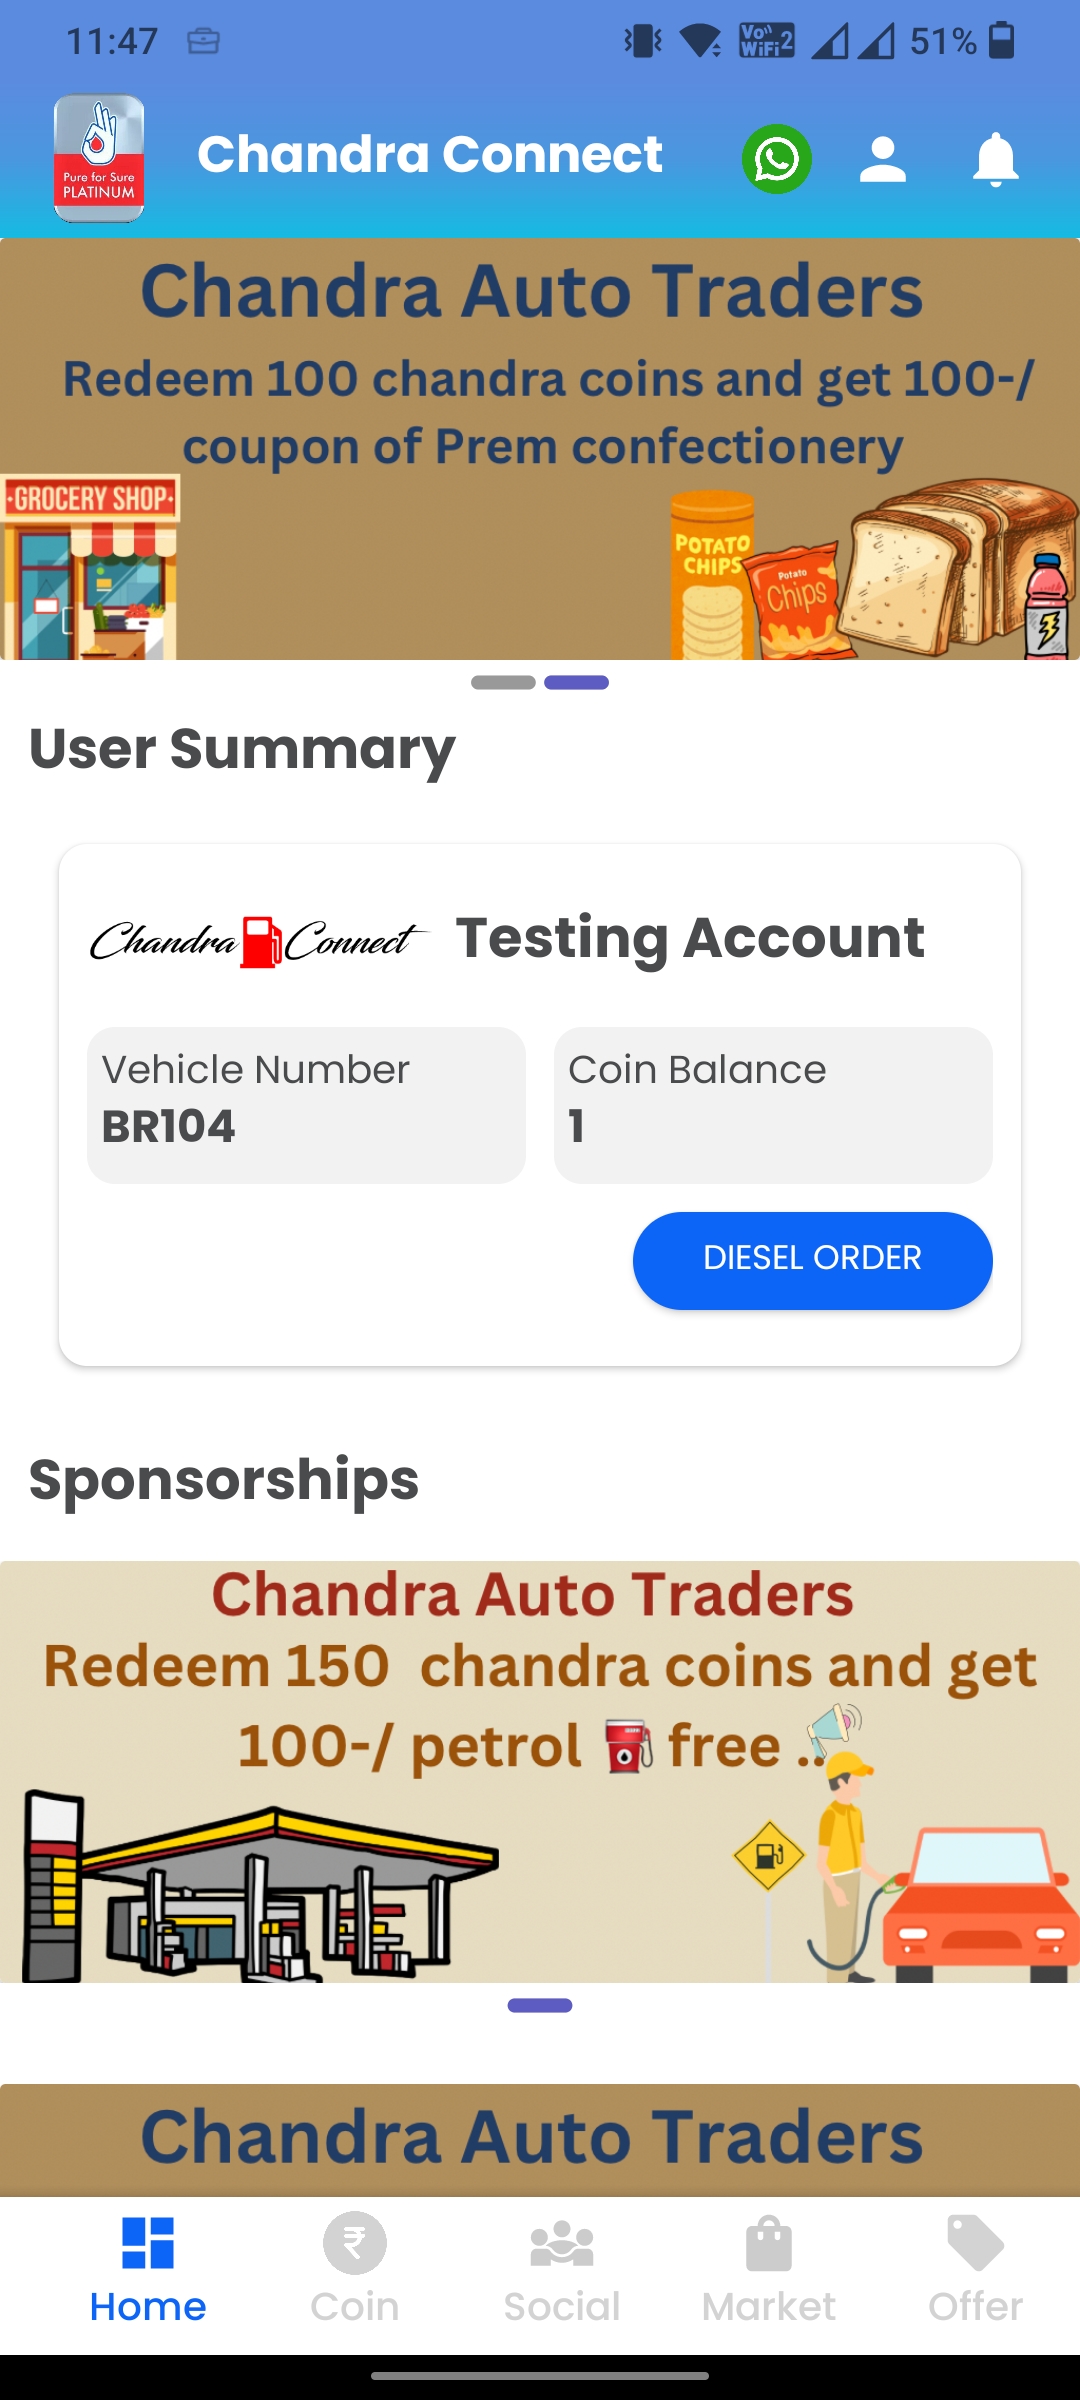 11:47
Vo)) WiFi 2
51%
Pure for Sure
PLATINUM
Chandra Connect
Chandra Auto Traders
Redeem 100 chandra coins and get 100-/
coupon of Prem confectionery
·GROCERY SHOP·
POTATO
CHIPS
Potato
Chips
User Summary
Chandra Connect
Testing Account
Vehicle Number
BR104
Coin Balance
1
DIESEL ORDER
Sponsorships
Chandra Auto Traders
Redeem 150 chandra coins and get
100-/ petrol ⛽ free ..
Chandra Auto Traders
Home
Coin
Social
Market
Offer